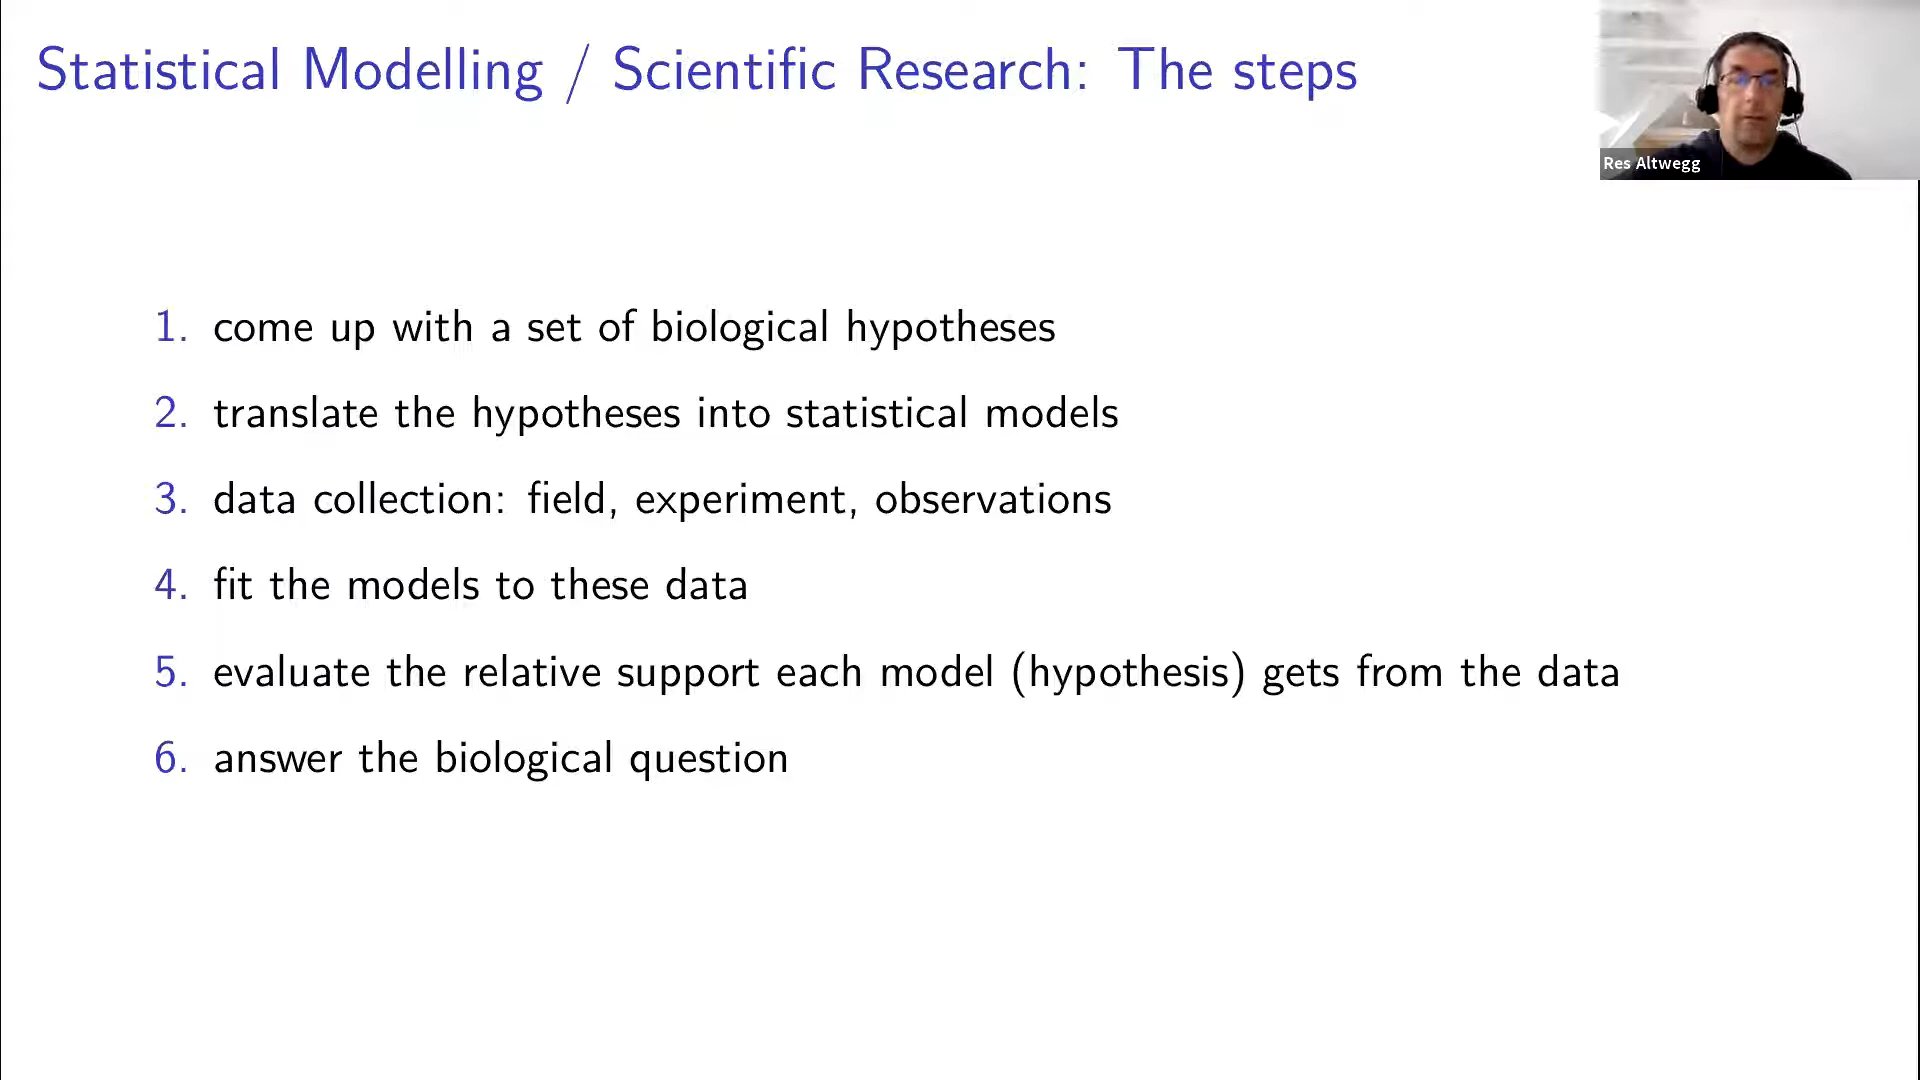 Statistical Modelling / Scientific Research: The steps
Res Altwegg
1. come up with a set of biological hypotheses
2. translate the hypotheses into statistical models
3. data collection: field, experiment, observations
4. fit the models to these data
5. evaluate the relative support each model (hypothesis) gets from the data
6. answer the biological question